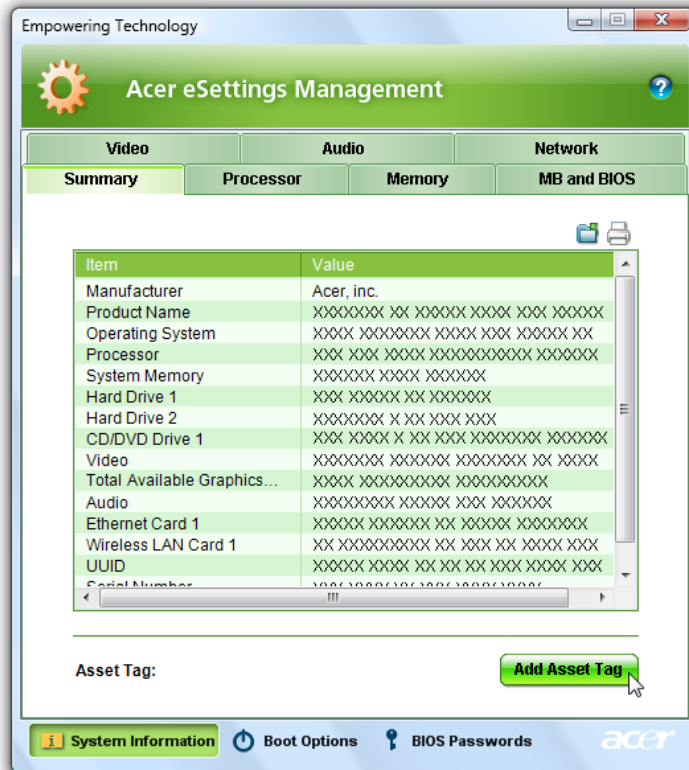 Empowering Technology
Acer eSettings Management
Video Audio Network
Summary Processor Memory MB and BIOS
Item Value
Manufacturer Acer, inc.
Product Name XXXXXXX XX XXXXX XXXX XXX XXXXX
Operating System XXXX XXXXXXX XXXX XXX XXXXX XX
Processor XXX XXX XXXX XXXXXXXXXX XXXXXX
System Memory XXXXXX XXXX XXXXXX
Hard Drive 1 XXX XXXXX XX XXXXXX
Hard Drive 2 XXXXXXX X XX XXX XXX
CD/DVD Drive 1 XXX XXXX X XX XXX XXXXXXX XXXXXX
Video XXXXXXX XXXXXX XXXXXXX XX XXXX
Total Available Graphics... XXXX XXXXXXXXX XXXXXXXXX
Audio XXXXX XXXXXXXXX XXX XXXXXX
Ethernet Card 1 XXXXX XXXXXX XX XXXXX XXXXXXX
Wireless LAN Card 1 XX XXXXXXXXX XX XXX XX XXXX XXX
UUID XXXXX XXXX XX XX XX XXX XXXX XXX
Serial Number
Asset Tag: Add Asset Tag
System Information Boot Options BIOS Passwords acer